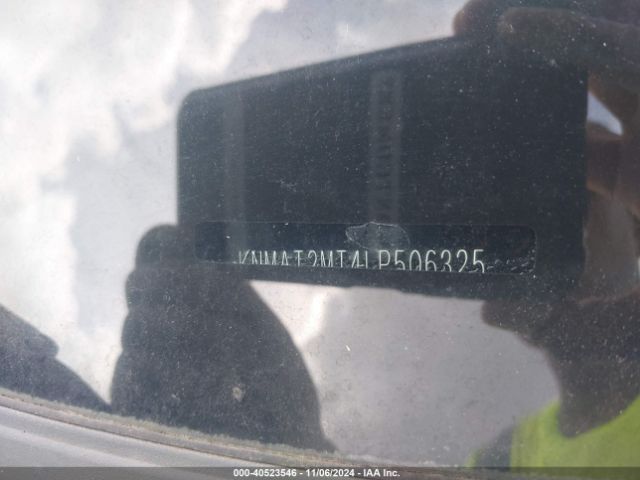 KNMAT2MT4LP506325
000-40523546 - 11/06/2024 - IAA Inc.